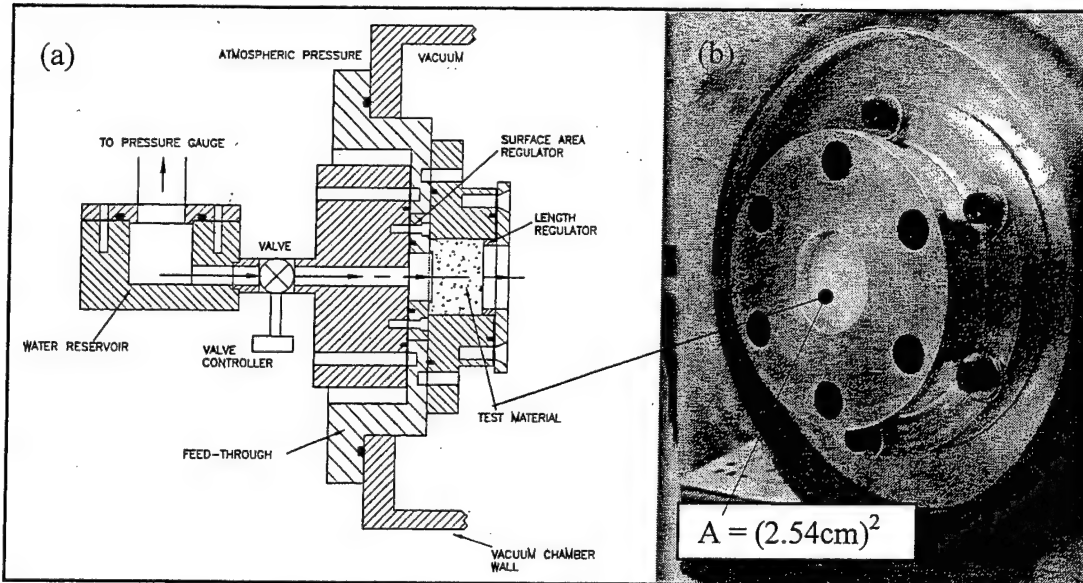 (a)
ATMOSPHERIC PRESSURE
VACUUM
TO PRESSURE GAUGE
SURFACE AREA
REGULATOR
VALVE
LENGTH
REGULATOR
WATER RESERVOIR
VALVE
CONTROLLER
TEST MATERIAL
FEED-THROUGH
VACUUM CHAMBER
WALL
(b)
A = (2.54cm)²